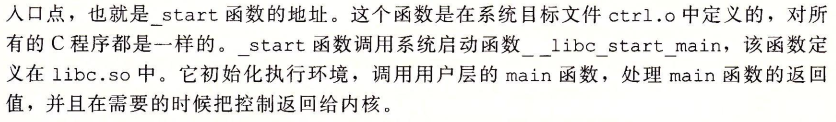 入口点，也就是_start 函数的地址。这个函数是在系统目标文件 ctrl.o 中定义的，对所
有的 C 程序都是一样的。_start 函数调用系统启动函数__libc_start_main，该函数定
义在 libc.so 中。它初始化执行环境，调用用户层的 main 函数，处理 main 函数的返回
值，并且在需要的时候把控制返回给内核。